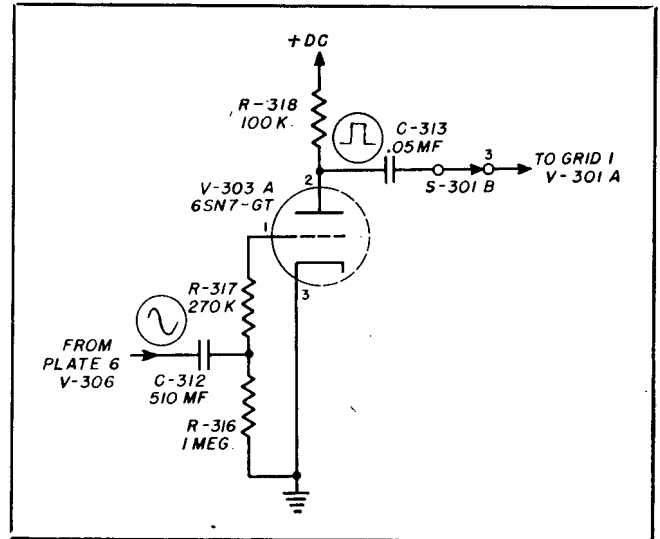 +DC
R-318
100 K.
C-313
.05 MF
2
3
TO GRID 1
V-301 A
S-301 B
V-303 A
6SN7-GT
1
3
R-317
270 K
FROM
PLATE 6
V-306
C-312
510 MF
R-316
1 MEG.